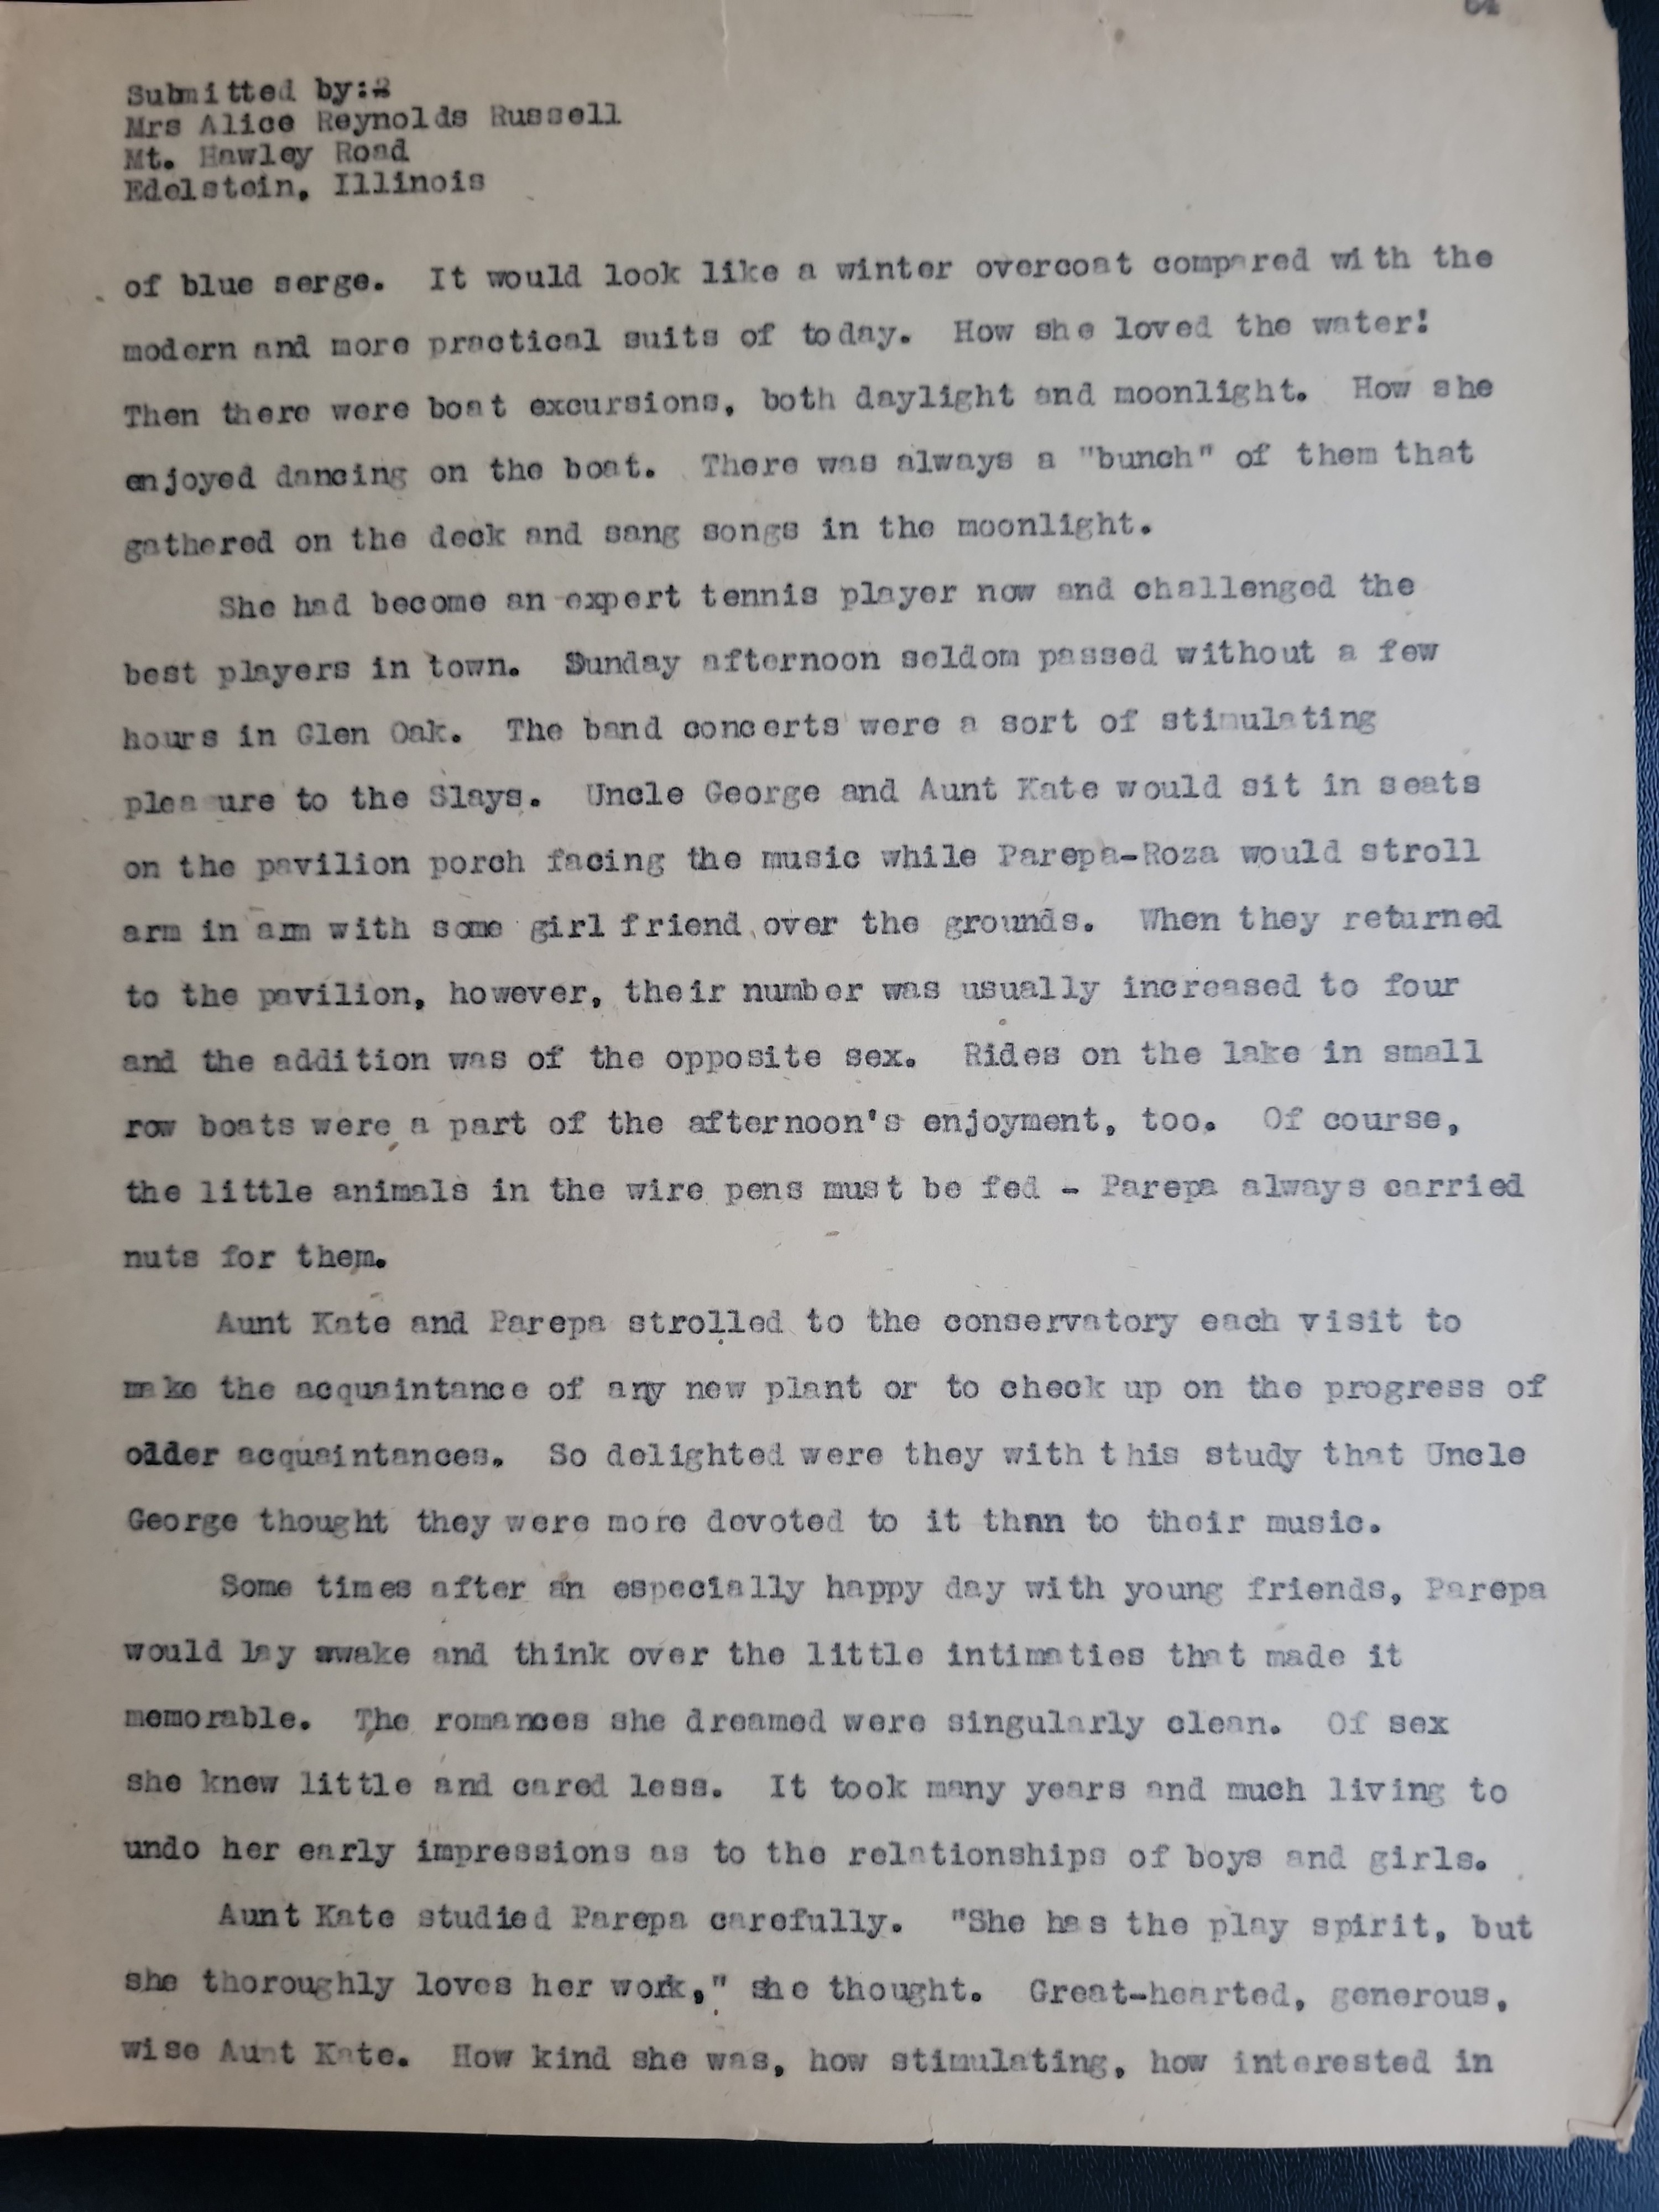 Submitted by:
Mrs Alice Reynolds Russell
Mt. Hawley Road
Edelstein, Illinois
of blue serge. It would look like a winter overcoat compared with the
modern and more practical suits of today. How she loved the water!
Then there were boat excursions, both daylight and moonlight. How she
enjoyed dancing on the boat. There was always a "bunch" of them that
gathered on the deck and sang songs in the moonlight.
She had become an expert tennis player now and challenged the
best players in town. Sunday afternoon seldom passed without a few
hours in Glen Oak. The band concerts were a sort of stimulating
pleasure to the Slays. Uncle George and Aunt Kate would sit in seats
on the pavilion porch facing the music while Parepa-Roza would stroll
arm in arm with some girl friend over the grounds. When they returned
to the pavilion, however, their number was usually increased to four
and the addition was of the opposite sex. Rides on the lake in small
row boats were a part of the afternoon's enjoyment, too. Of course,
the little animals in the wire pens must be fed - Parepa always carried
nuts for them.
Aunt Kate and Parepa strolled to the conservatory each visit to
make the acquaintance of any new plant or to check up on the progress of
older acquaintances. So delighted were they with this study that Uncle
George thought they were more devoted to it than to their music.
Some times after an especially happy day with young friends, Parepa
would lay awake and think over the little intimaties that made it
memorable. The romances she dreamed were singularly clean. Of sex
she knew little and cared less. It took many years and much living to
undo her early impressions as to the relationships of boys and girls.
Aunt Kate studied Parepa carefully. "She has the play spirit, but
she thoroughly loves her work," she thought. Great-hearted, generous,
wise Aunt Kate. How kind she was, how stimulating, how interested in